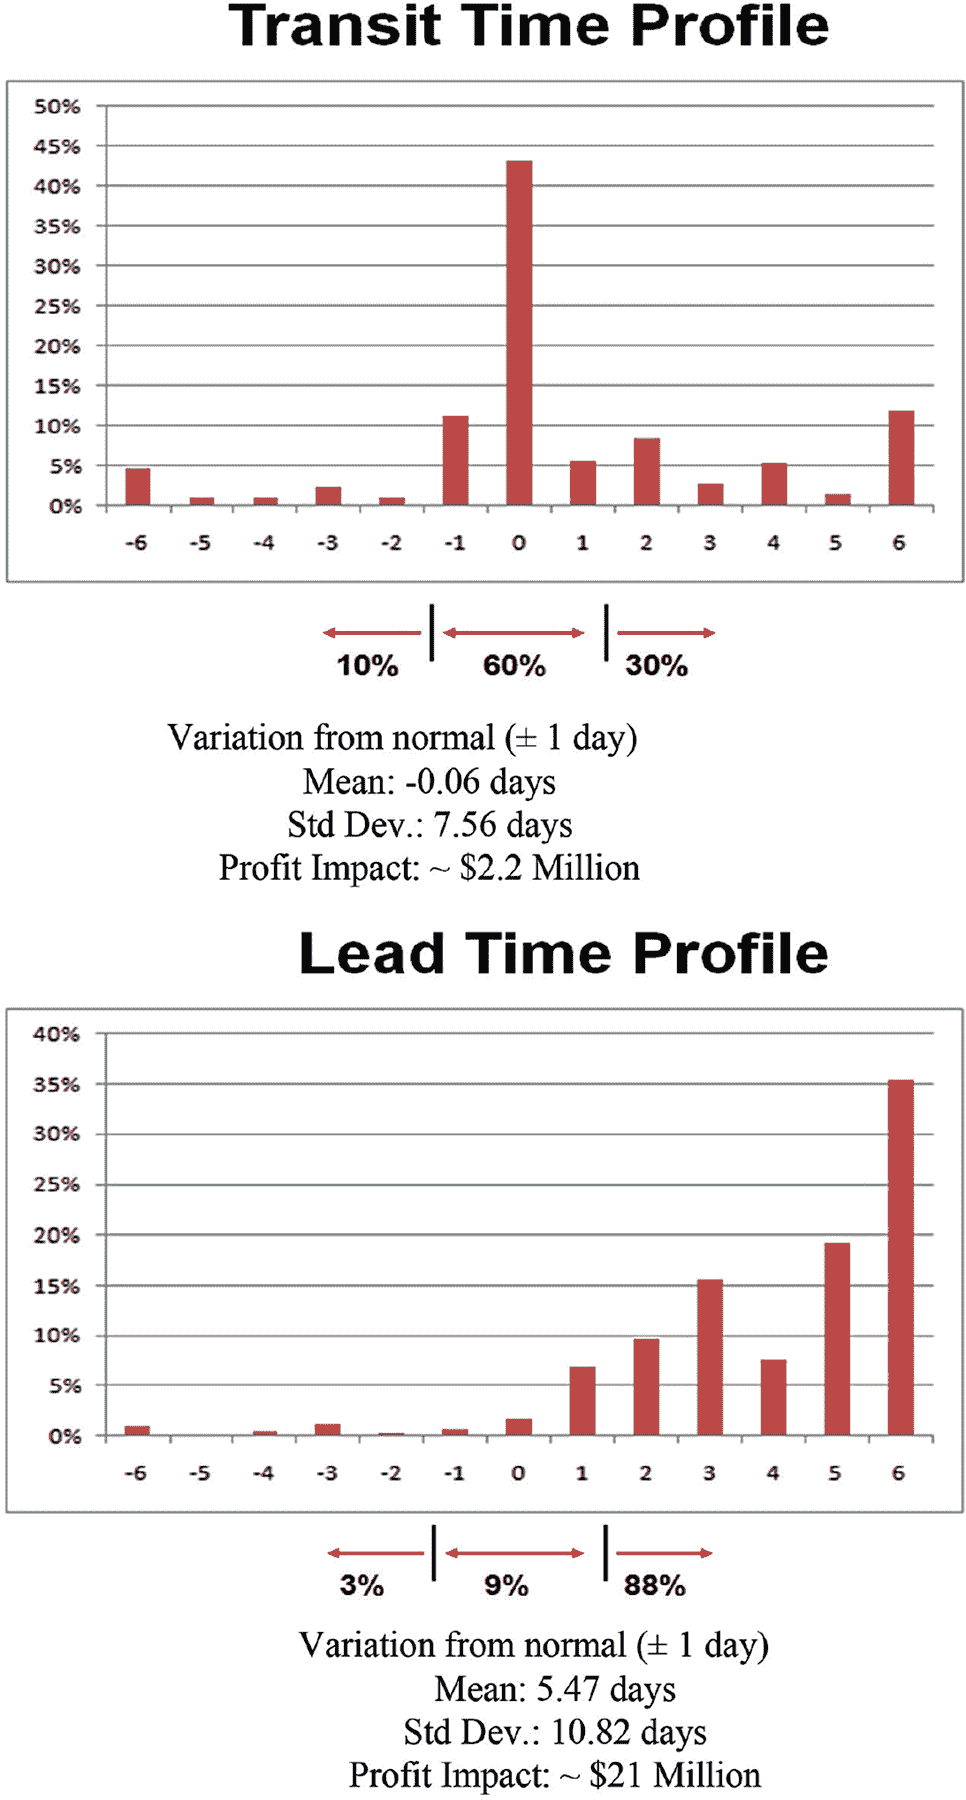 Transit Time Profile
50%
45%
40%
35%
30%
25%
20%
15%
10%
5%
0%
-6 -5 -4 -3 -2 -1 0 1 2 3 4 5 6
10% 60% 30%
Variation from normal (± 1 day)
Mean: -0.06 days
Std Dev.: 7.56 days
Profit Impact: ~ $2.2 Million
Lead Time Profile
40%
35%
30%
25%
20%
15%
10%
5%
0%
-6 -5 -4 -3 -2 -1 0 1 2 3 4 5 6
3% 9% 88%
Variation from normal (± 1 day)
Mean: 5.47 days
Std Dev.: 10.82 days
Profit Impact: ~ $21 Million